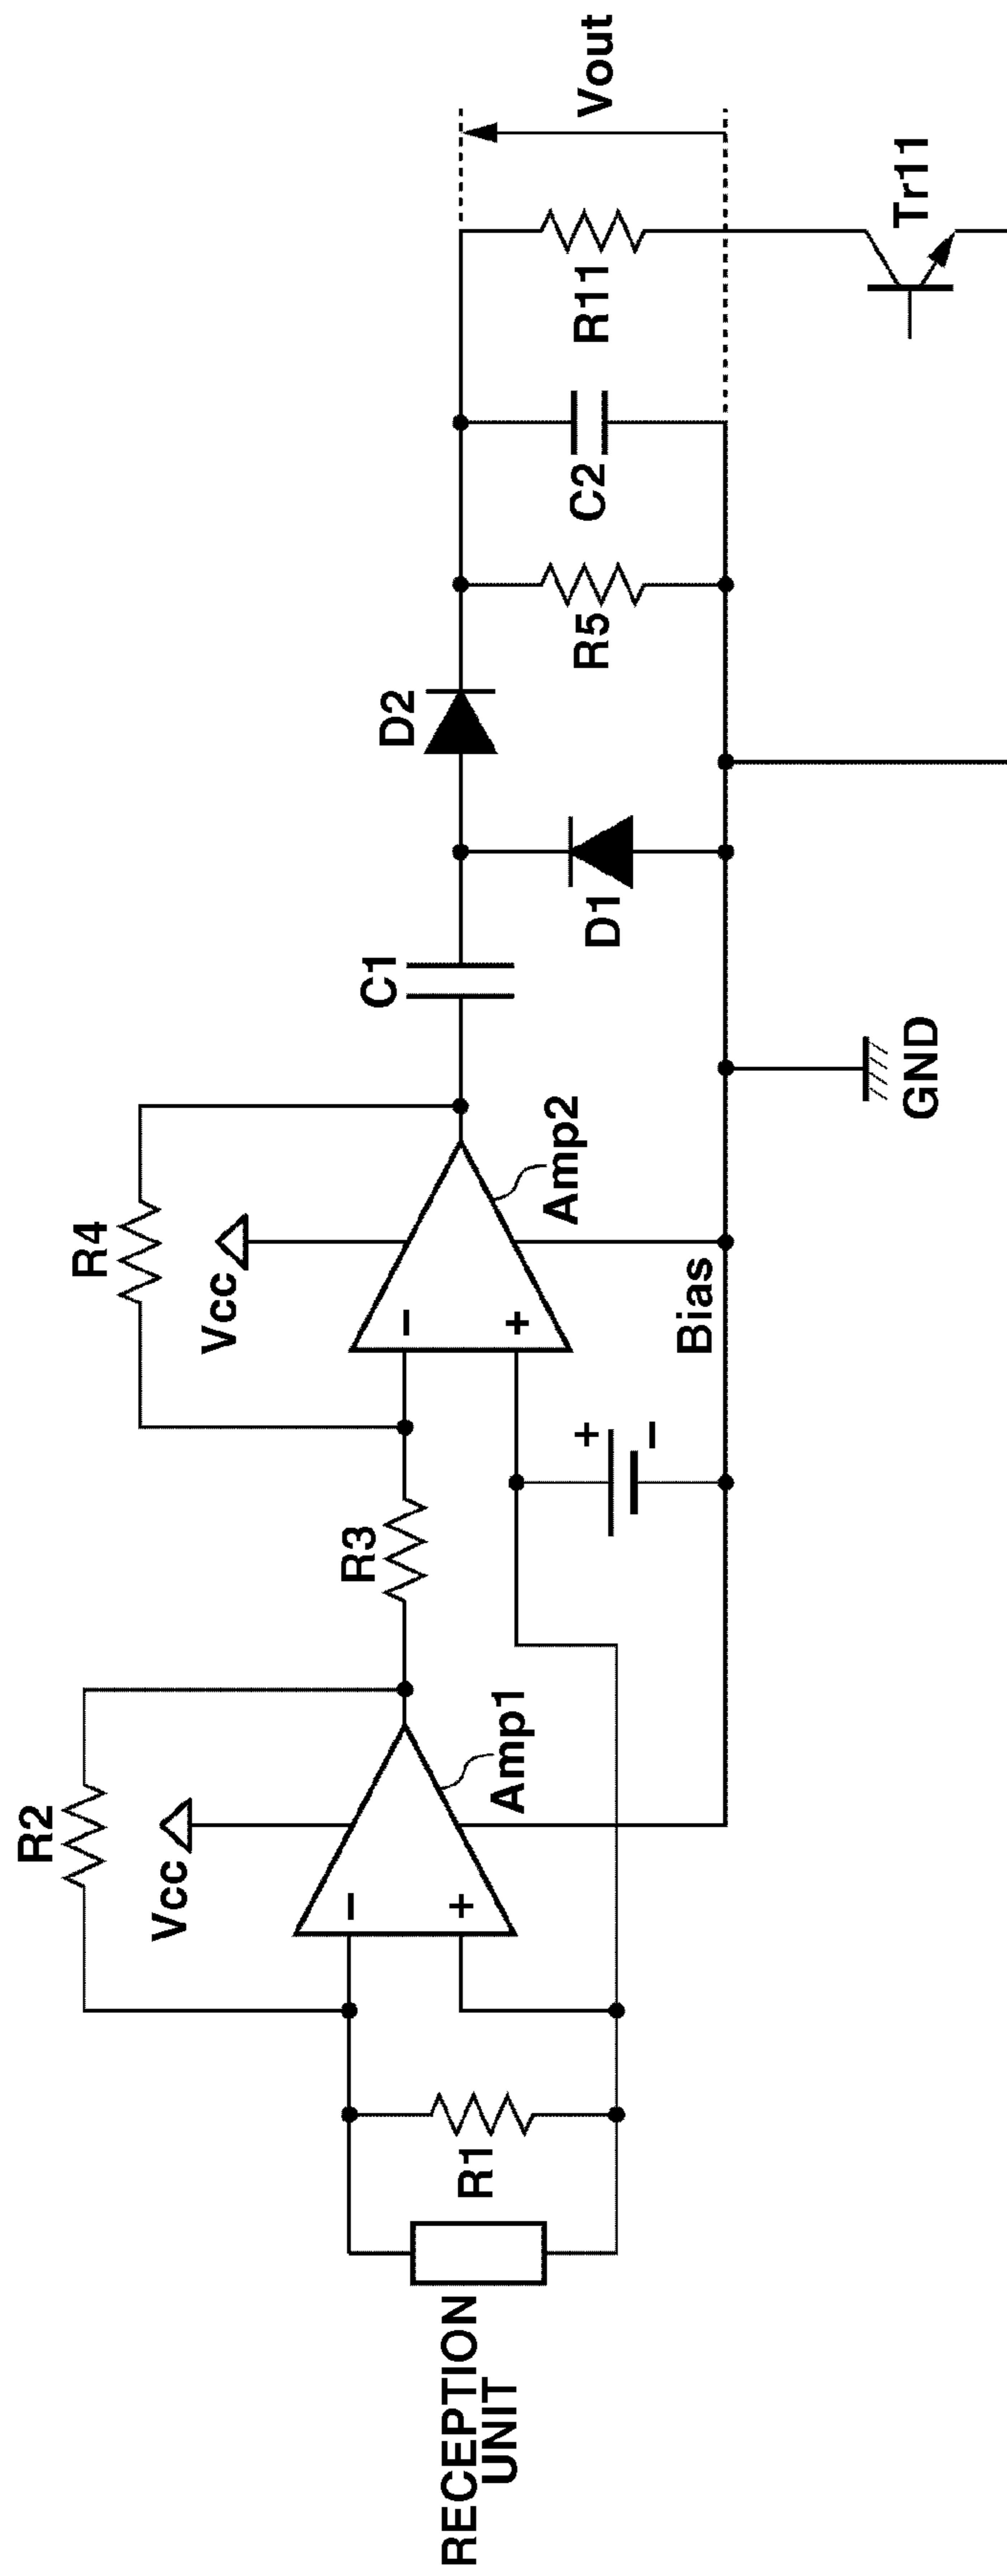 RECEPTION
UNIT
R1
R2
Vcc
−
+
Amp1
R3
R4
Vcc
−
+
Amp2
+
−
Bias
GND
C1
D1
D2
R5
C2
R11
Vout
Tr11